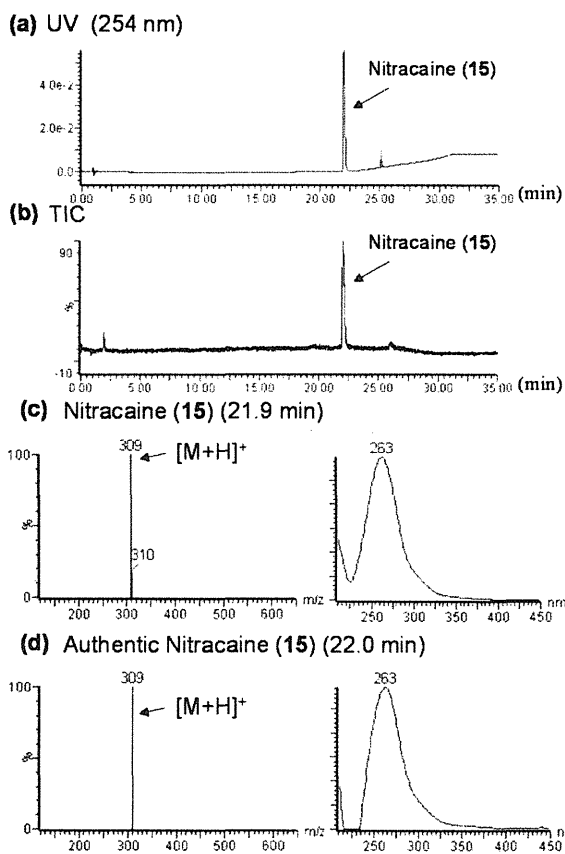 (a) UV (254 nm)
Nitracaine (15)
4.0e-2
2.0e-2
0.0
0.00 5.00 10.00 15.00 20.00 25.00 30.00 35.00 (min)
(b) TIC
Nitracaine (15)
90
%
-10
0.00 5.00 10.00 15.00 20.00 25.00 30.00 35.00 (min)
(c) Nitracaine (15) (21.9 min)
309 [M+H]+ 263
100
%
310
0
100 200 300 400 500 600 m/z 250 300 350 400 450 nm
(d) Authentic Nitracaine (15) (22.0 min)
309 [M+H]+ 263
100
%
0
100 200 300 400 500 600 m/z 250 300 350 400 450 n